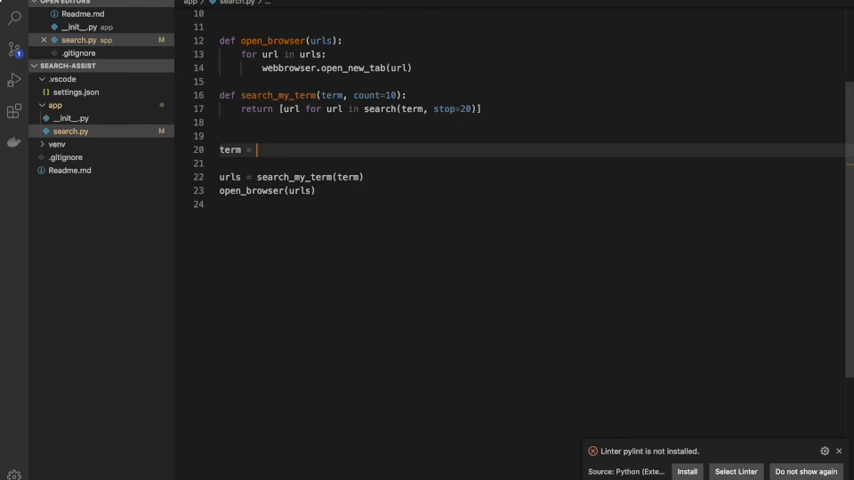 OPEN EDITORS
Readme.md
__init__.py app
search.py app M
.gitignore
SEARCH-ASSIST
.vscode
settings.json
app
__init__.py
search.py M
venv
.gitignore
Readme.md
1
app > search.py > ...
10
11
12 def open_browser(urls):
13 for url in urls:
14 webbrowser.open_new_tab(url)
15
16 def search_my_term(term, count=10):
17 return [url for url in search(term, stop=20)]
18
19
20 term =
21
22 urls = search_my_term(term)
23 open_browser(urls)
24
Linter pylint is not installed.
Source: Python (Exte... Install Select Linter Do not show again